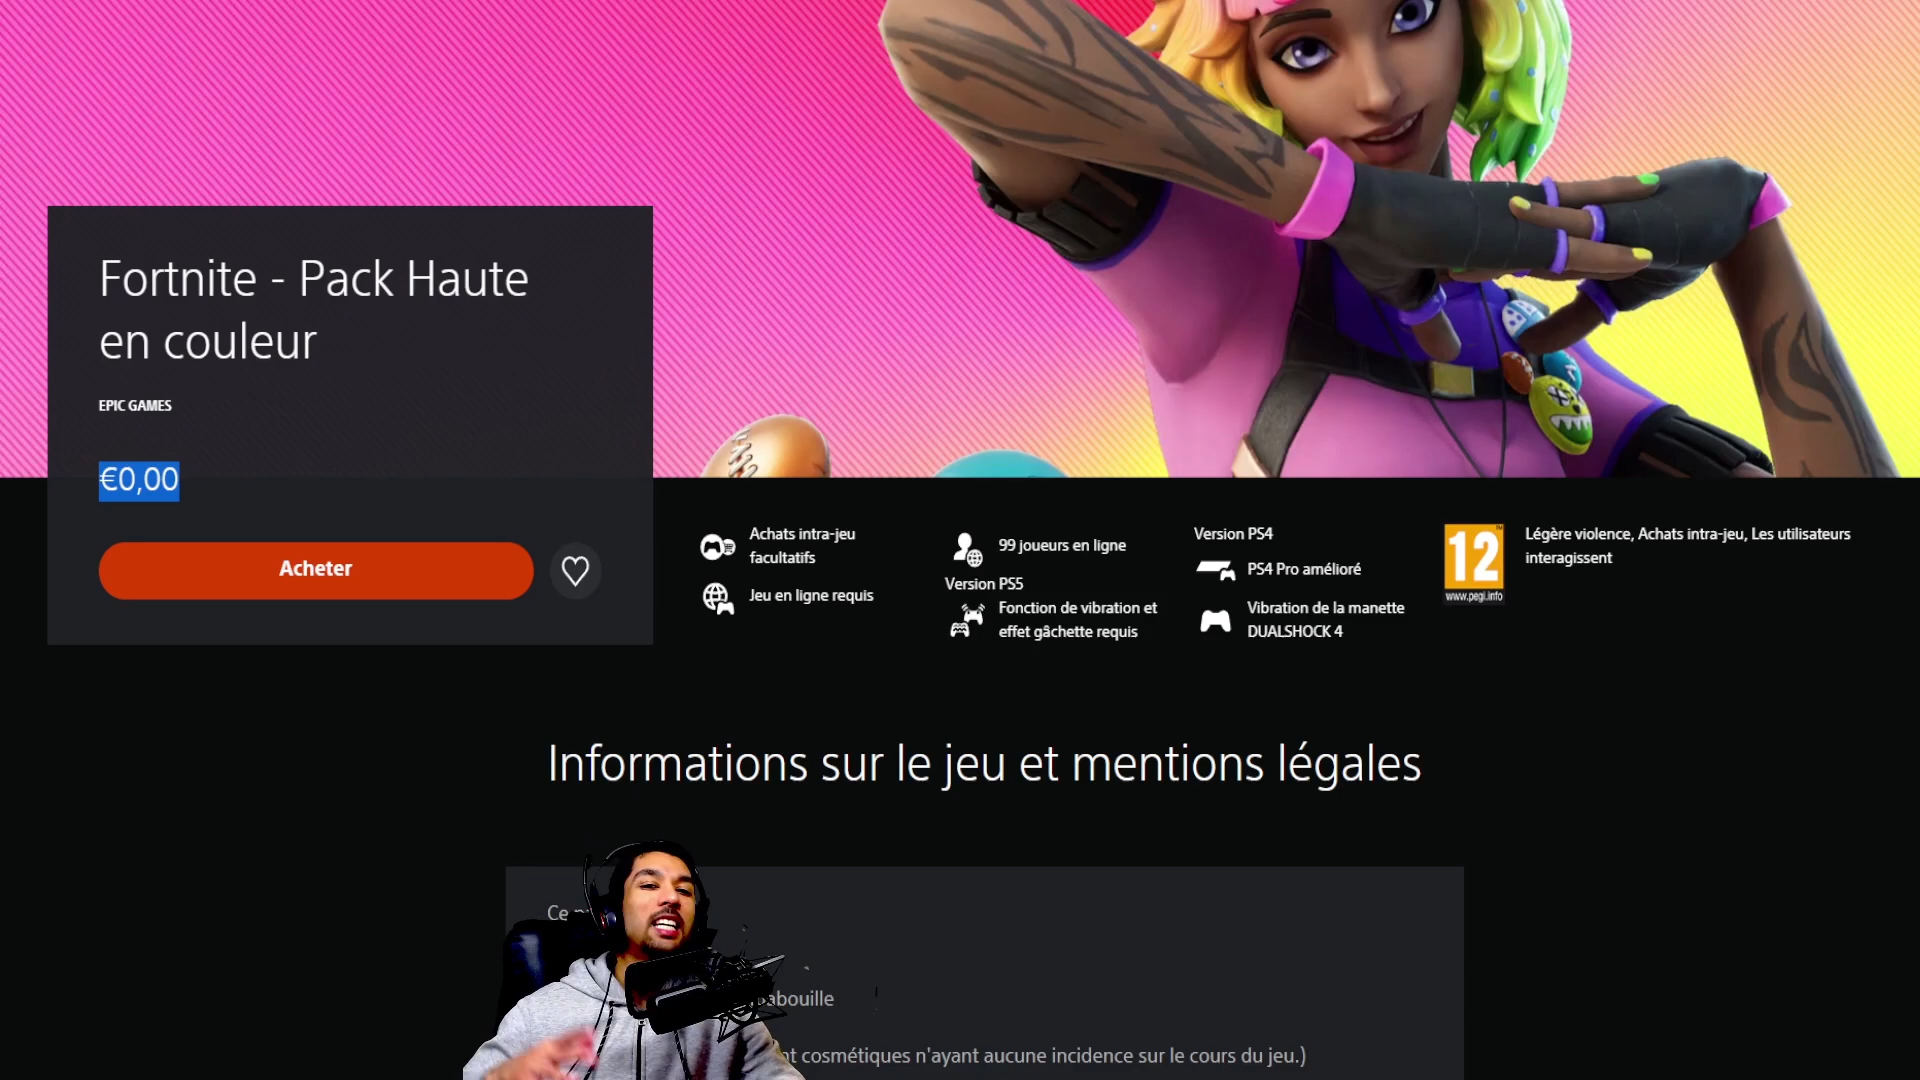 Fortnite - Pack Haute
en couleur
EPIC GAMES
€0,00
Acheter
Achats intra-jeu
facultatifs
Jeu en ligne requis
99 joueurs en ligne
Version PS5
Fonction de vibration et
effet gâchette requis
Version PS4
PS4 Pro amélioré
Vibration de la manette
DUALSHOCK 4
12
www.pegi.info
Légère violence, Achats intra-jeu, Les utilisateurs
interagissent
Informations sur le jeu et mentions légales
cosmétiques n'ayant aucune incidence sur le cours du jeu.)